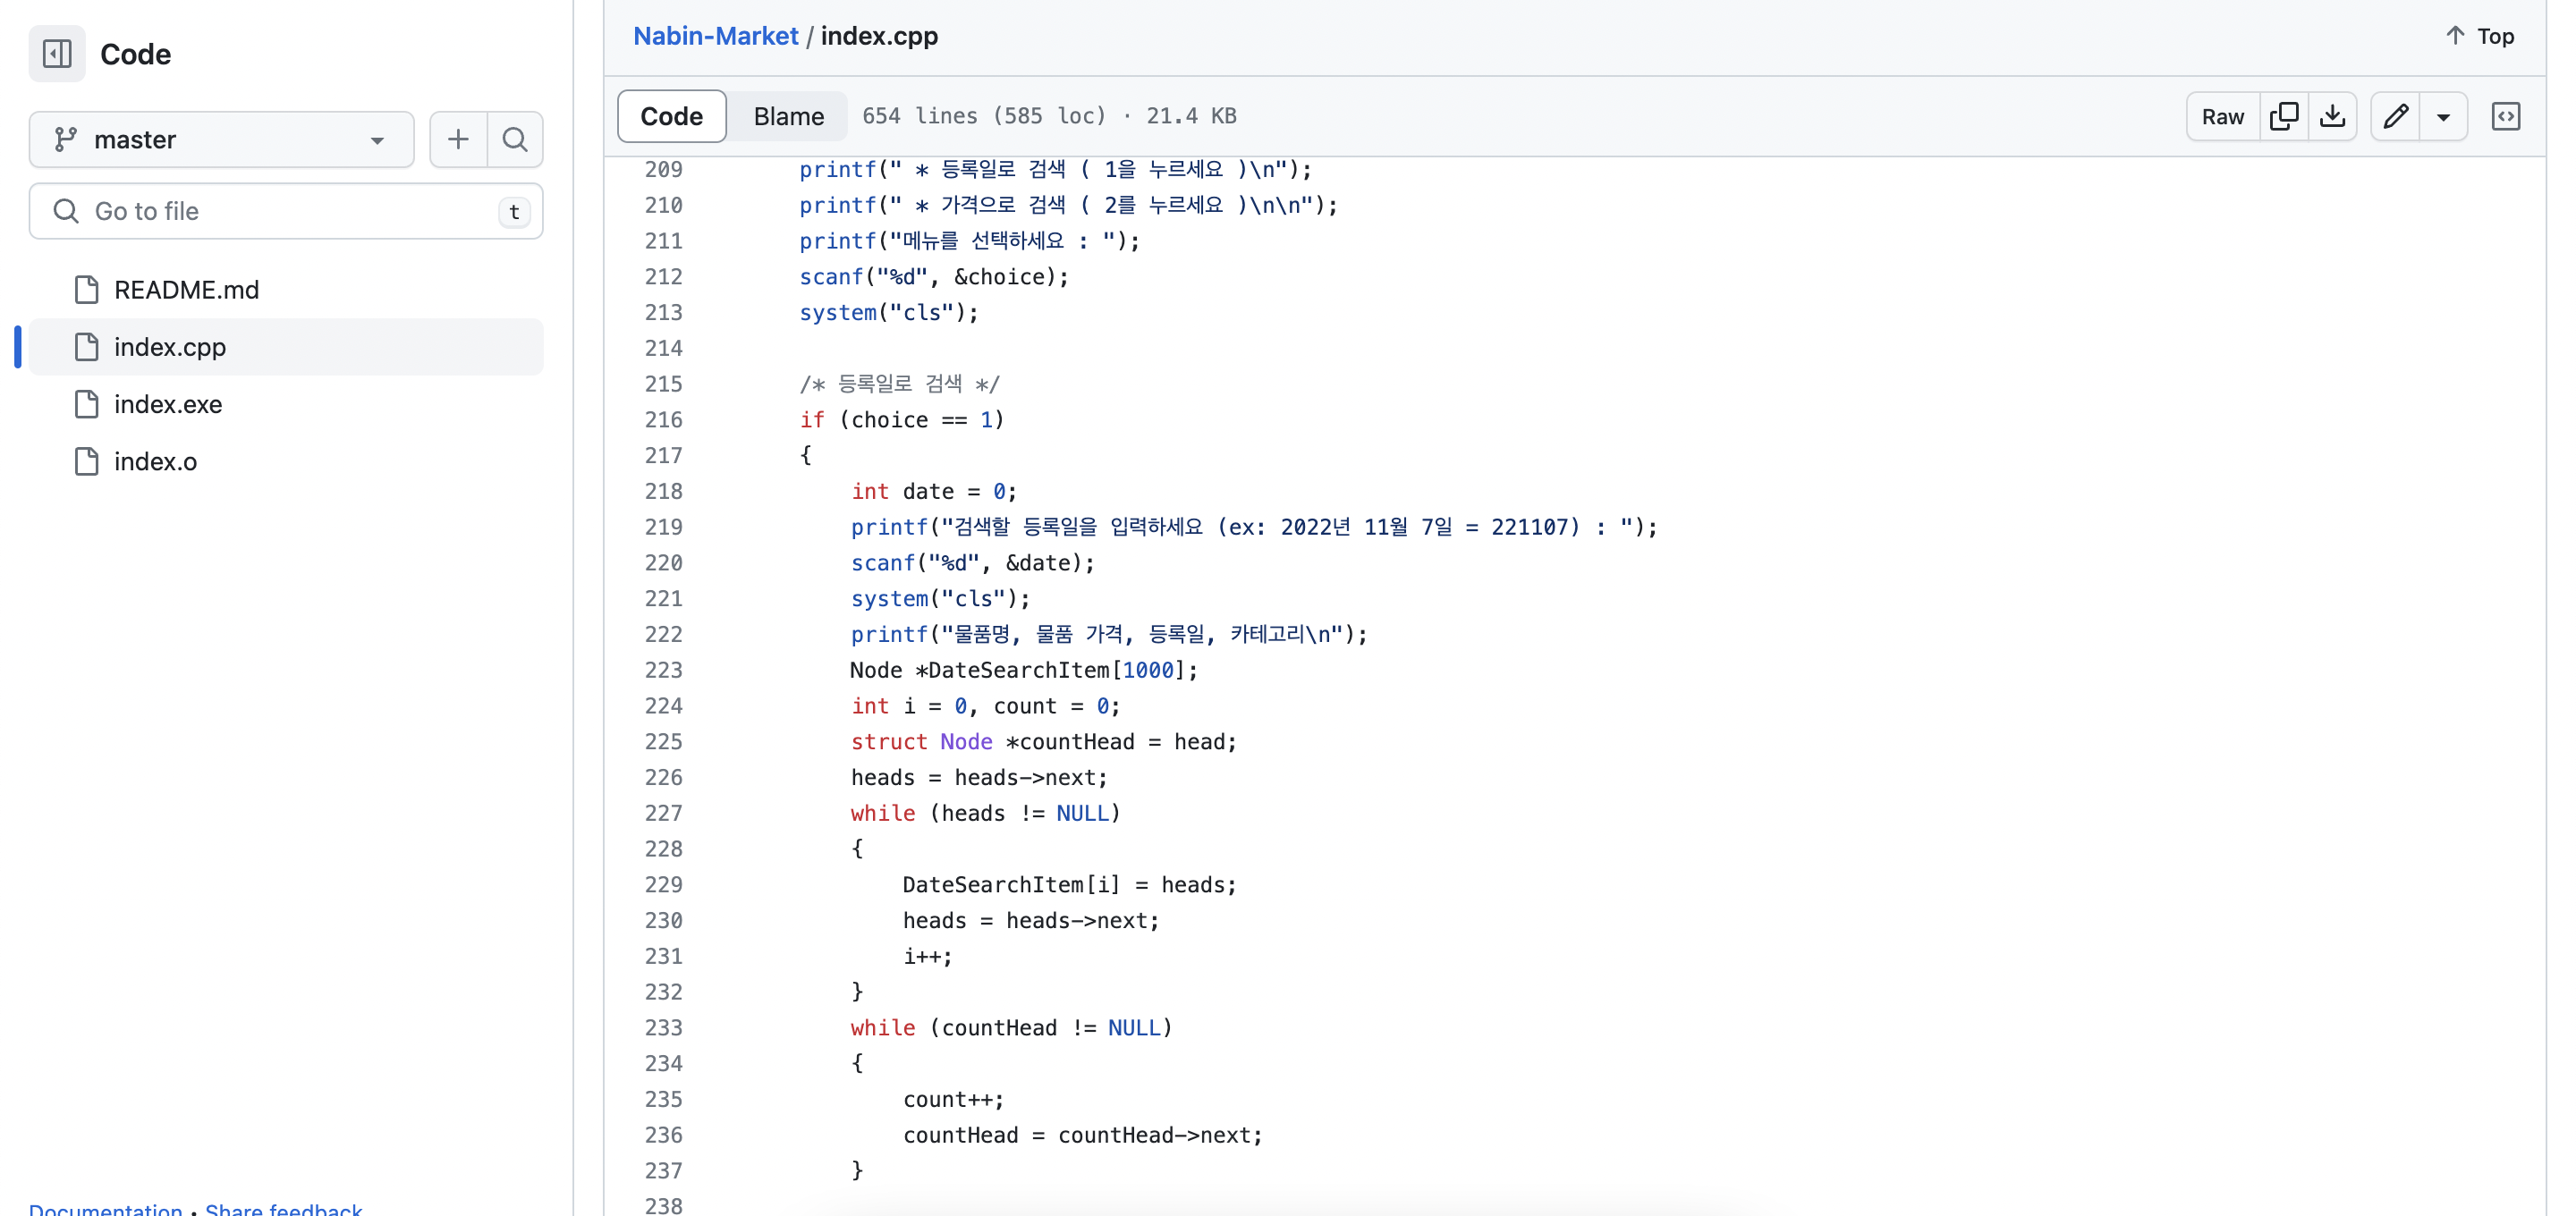 Code
master
Go to file
t
README.md
index.cpp
index.exe
index.o
Documentation • Share feedback
Nabin-Market / index.cpp
Top
Code Blame 654 lines (585 loc) · 21.4 KB
Raw
209 printf(" * 등록일로 검색 ( 1을 누르세요 )\n");
210 printf(" * 가격으로 검색 ( 2를 누르세요 )\n\n");
211 printf("메뉴를 선택하세요 : ");
212 scanf("%d", &choice);
213 system("cls");
214
215 /* 등록일로 검색 */
216 if (choice == 1)
217 {
218 int date = 0;
219 printf("검색할 등록일을 입력하세요 (ex: 2022년 11월 7일 = 221107) : ");
220 scanf("%d", &date);
221 system("cls");
222 printf("물품명, 물품 가격, 등록일, 카테고리\n");
223 Node *DateSearchItem[1000];
224 int i = 0, count = 0;
225 struct Node *countHead = head;
226 heads = heads->next;
227 while (heads != NULL)
228 {
229 DateSearchItem[i] = heads;
230 heads = heads->next;
231 i++;
232 }
233 while (countHead != NULL)
234 {
235 count++;
236 countHead = countHead->next;
237 }
238